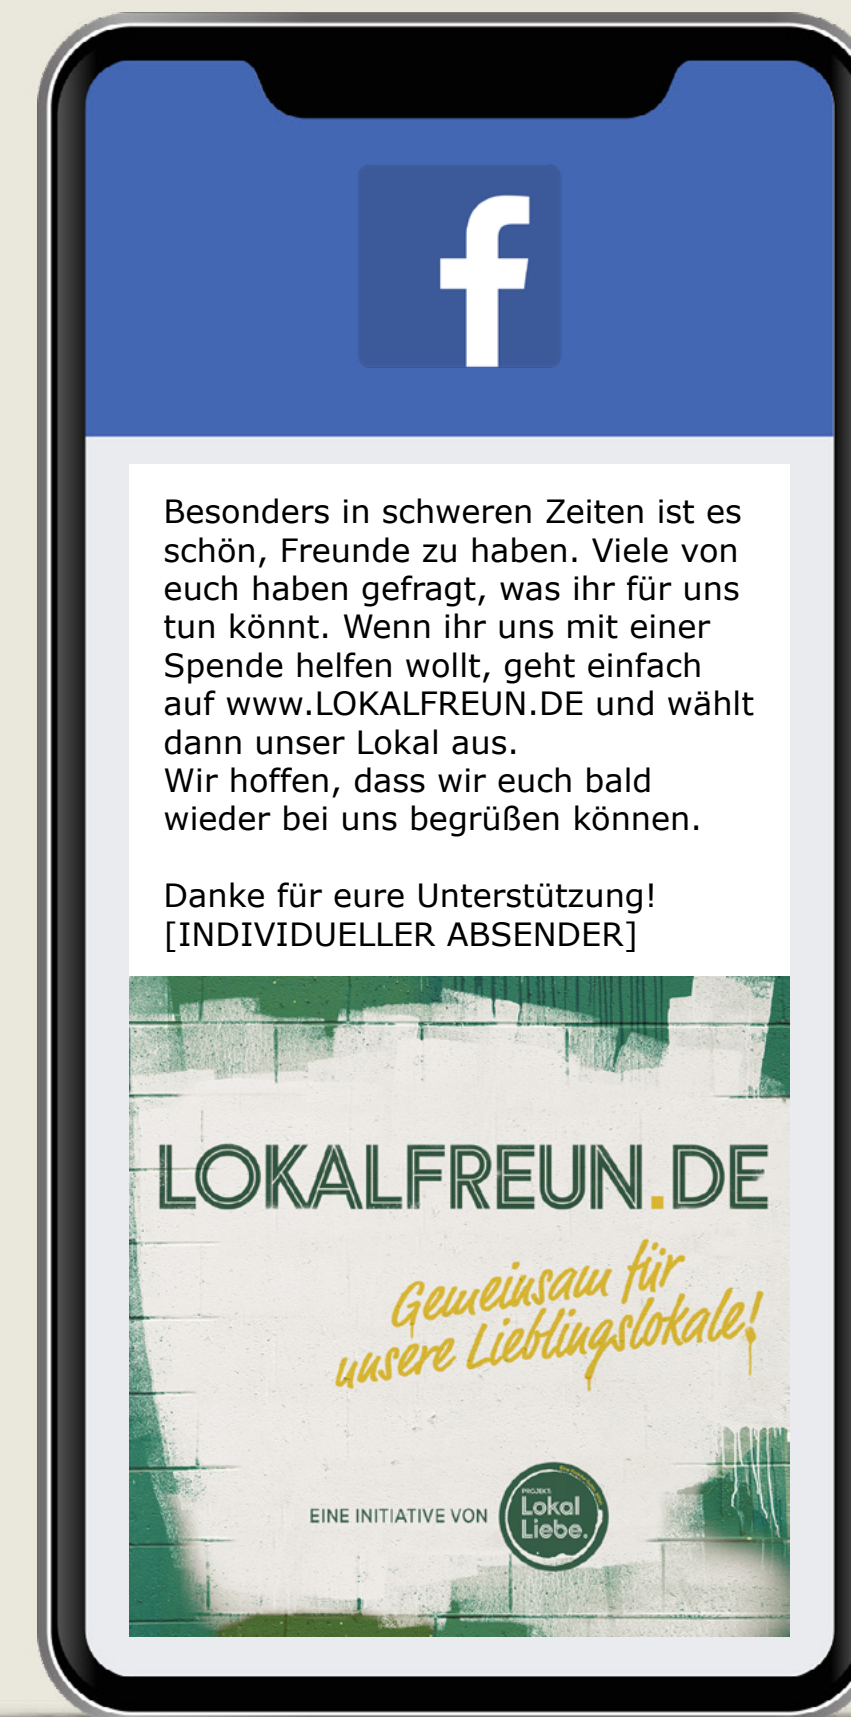 f
Besonders in schweren Zeiten ist es
schön, Freunde zu haben. Viele von
euch haben gefragt, was ihr für uns
tun könnt. Wenn ihr uns mit einer
Spende helfen wollt, geht einfach
auf www.LOKALFREUN.DE und wählt
dann unser Lokal aus.
Wir hoffen, dass wir euch bald
wieder bei uns begrüßen können.
Danke für eure Unterstützung!
[INDIVIDUELLER ABSENDER]
LOKALFREUN.DE
Gemeinsam für
unsere Lieblingslokale!
EINE INITIATIVE VON
PROJEKT:
Lokal
Liebe.